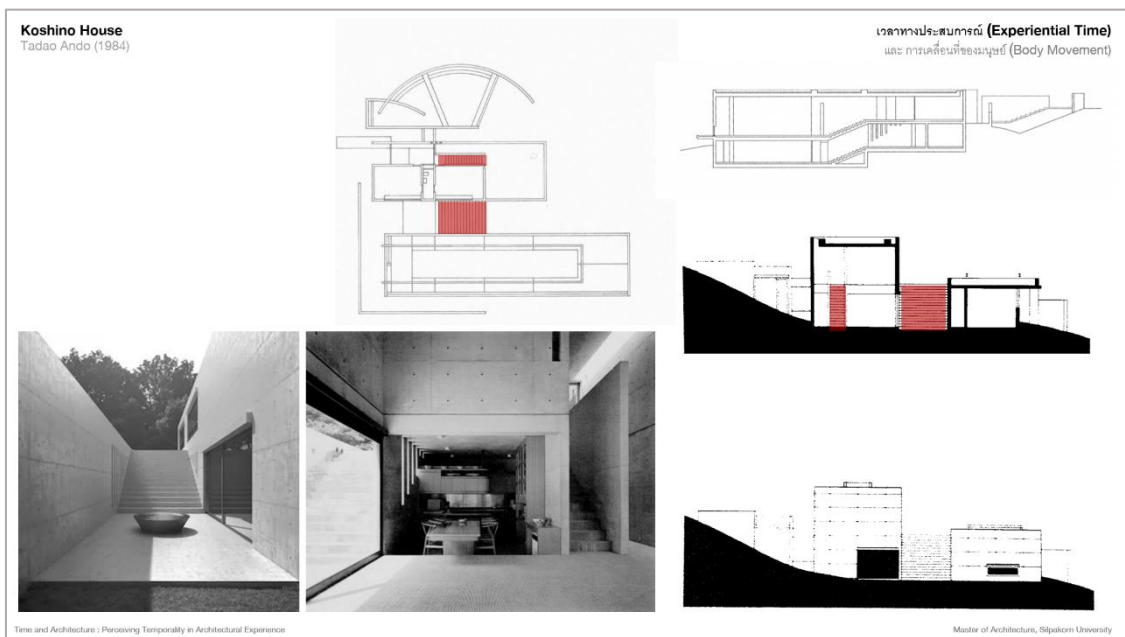 Koshino House
Tadao Ando (1984)
เวลาทางประสบการณ์ (Experiential Time)
และ การเคลื่อนที่ของมนุษย์ (Body Movement)
Time and Architecture : Perceiving Temporality in Architectural Experience
Master of Architecture, Silpakorn University